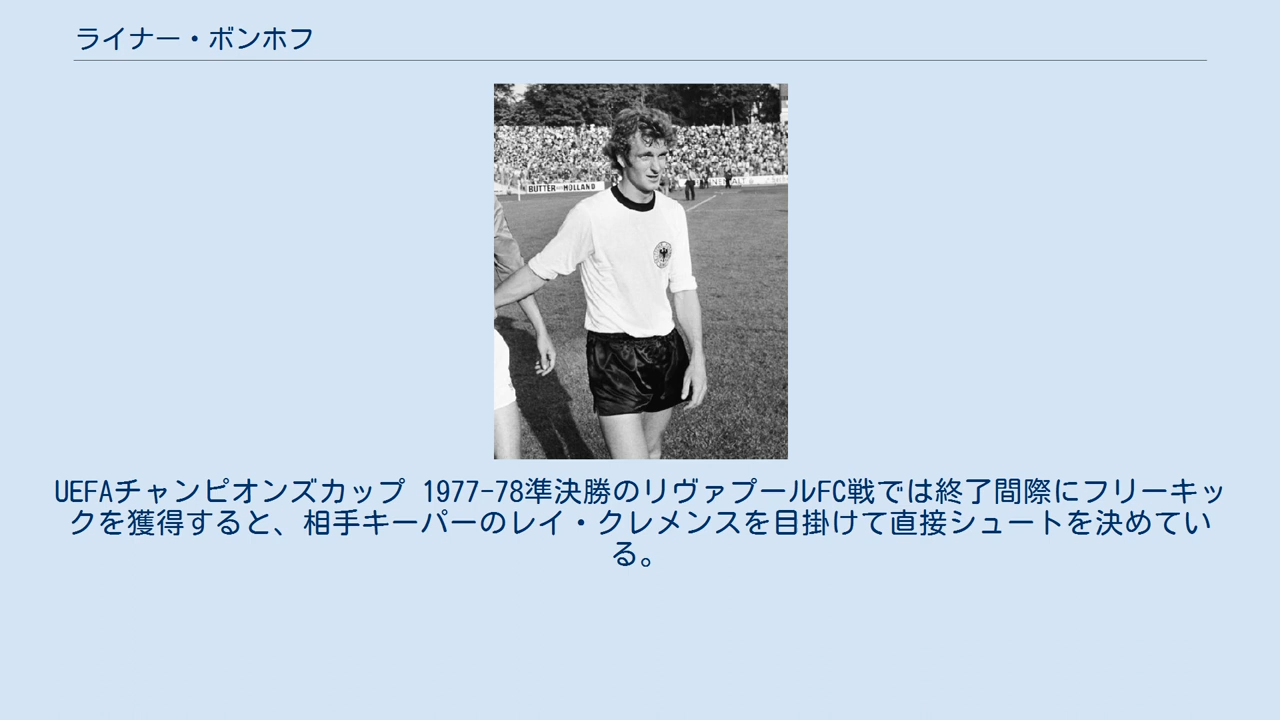 ライナー・ボンホフ
BUTTER HOLLAND
UEFAチャンピオンズカップ 1977-78準決勝のリヴァプールFC戦では終了間際にフリーキッ
クを獲得すると、相手キーパーのレイ・クレメンスを目掛けて直接シュートを決めてい
る。